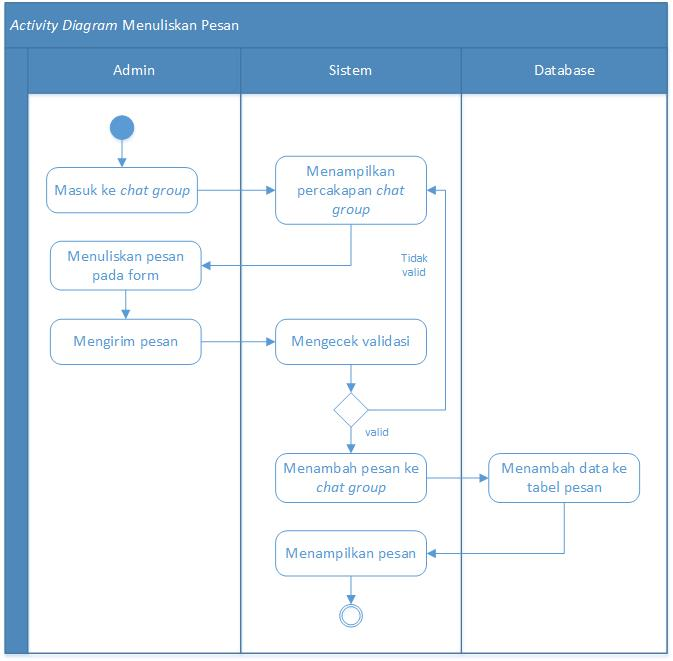 Activity Diagram Menuliskan Pesan
Admin
Sistem
Database
Masuk ke chat group
Menampilkan
percakapan chat
group
Menuliskan pesan
pada form
Tidak
valid
Mengirim pesan
Mengecek validasi
valid
Menambah pesan ke
chat group
Menambah data ke
tabel pesan
Menampilkan pesan